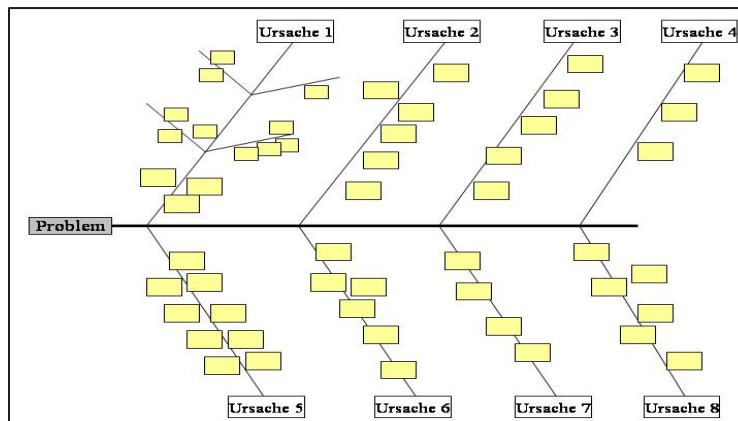 Ursache 1
Ursache 2
Ursache 3
Ursache 4
Problem
Ursache 5
Ursache 6
Ursache 7
Ursache 8